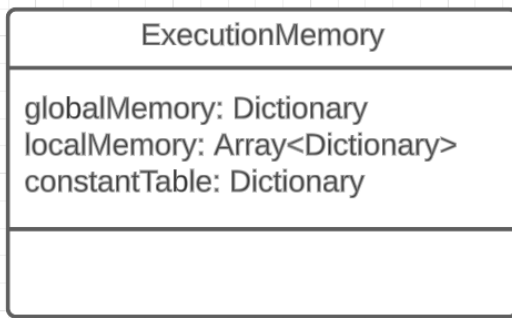 ExecutionMemory
globalMemory: Dictionary
localMemory: Array<Dictionary>
constantTable: Dictionary